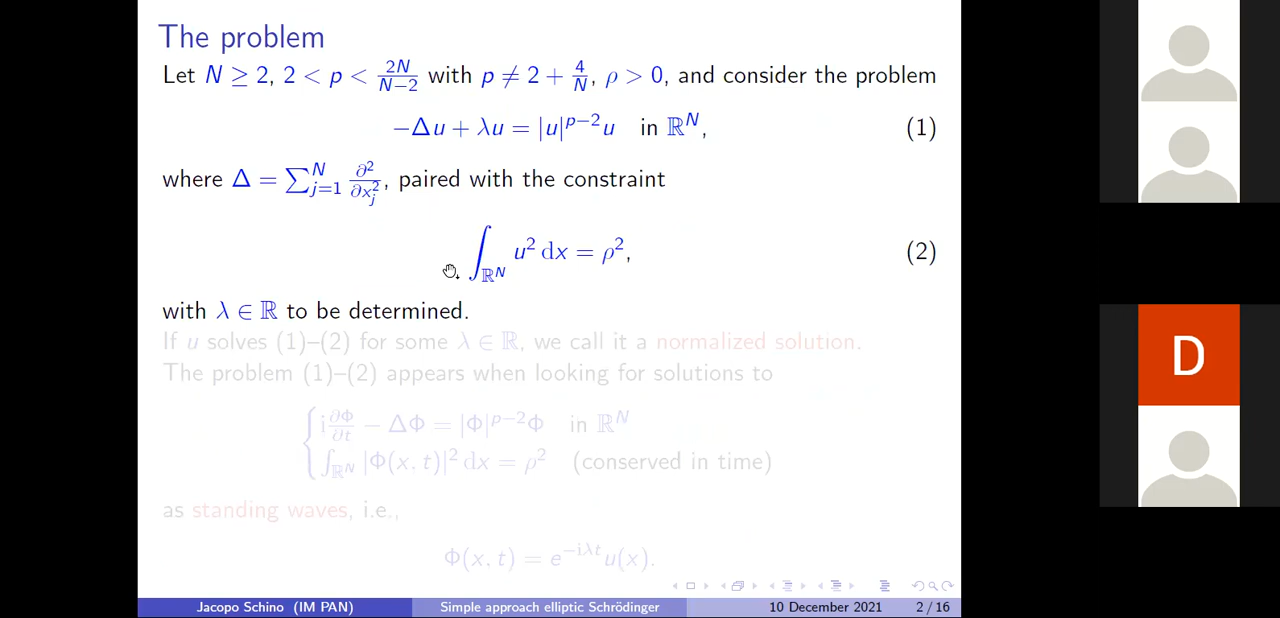 The problem
Let N ≥ 2, 2 < p < 2N/(N−2) with p ≠ 2 + 4/N, ρ > 0, and consider the problem
−Δu + λu = |u|^{p−2}u in ℝ^N, (1)
where Δ = ∑_{j=1}^N ∂²/∂x_j², paired with the constraint
∫_{ℝ^N} u² dx = ρ², (2)
with λ ∈ ℝ to be determined.
If u solves (1)–(2) for some λ ∈ ℝ, we call it a normalized solution.
The problem (1)–(2) appears when looking for solutions to
{ i ∂Φ/∂t − ΔΦ = |Φ|^{p−2}Φ in ℝ^N
∫_{ℝ^N} |Φ(x, t)|² dx = ρ² (conserved in time)
as standing waves, i.e.,
Φ(x, t) = e^{−iλt}u(x).
Jacopo Schino (IM PAN) Simple approach elliptic Schrödinger 10 December 2021 2 / 16
D